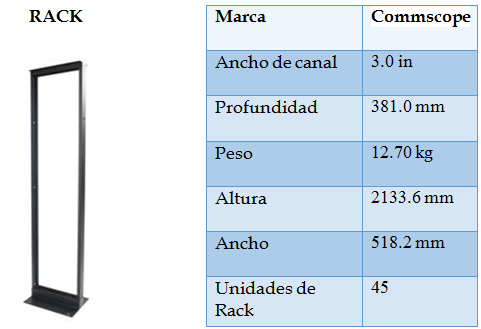 RACK
Marca Commscope
Ancho de canal 3.0 in
Profundidad 381.0 mm
Peso 12.70 kg
Altura 2133.6 mm
Ancho 518.2 mm
Unidades de 45
Rack